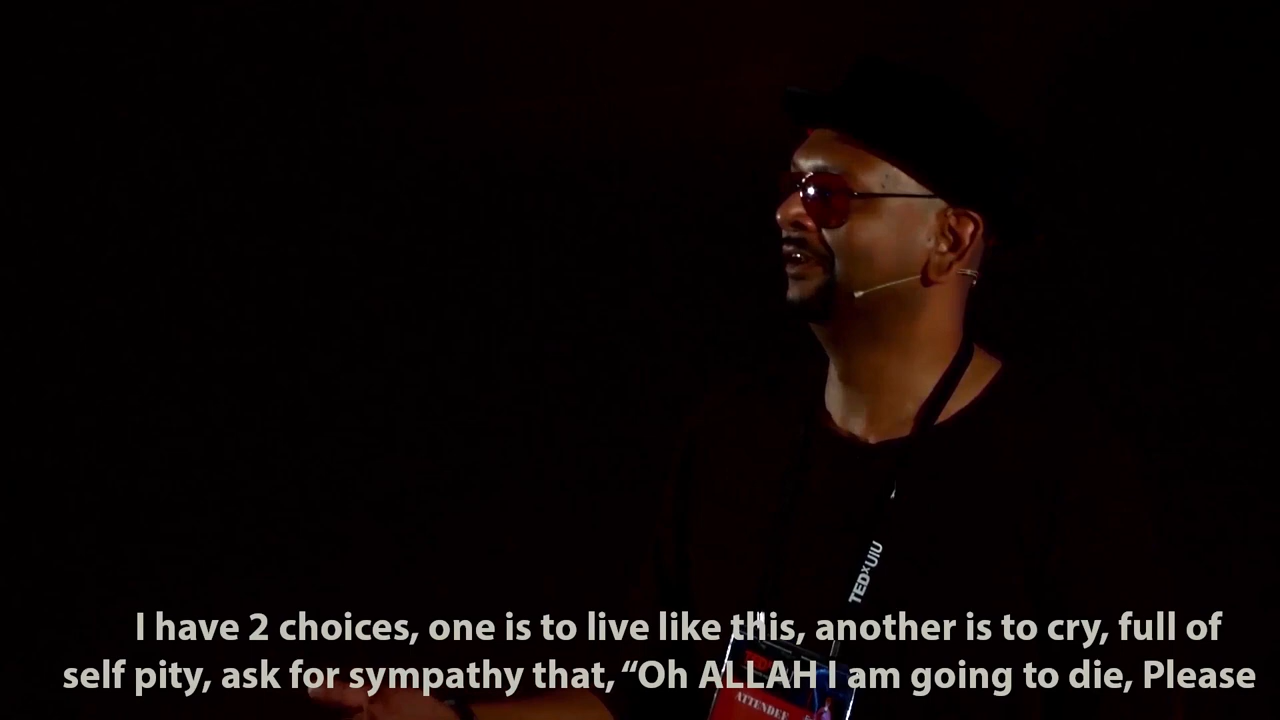 TEDxUIU
I have 2 choices, one is to live like this, another is to cry, full of
self pity, ask for sympathy that, “Oh ALLAH I am going to die, Please
TED
ATTENDEE